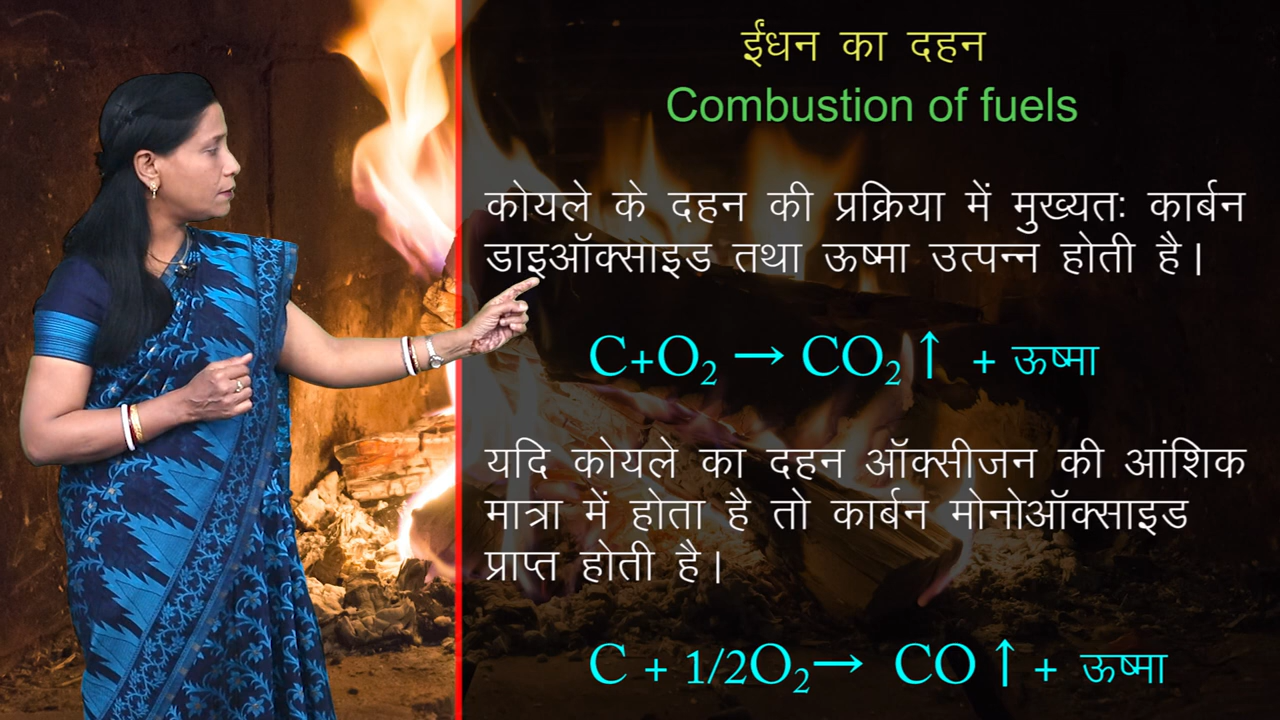 ईंधन का दहन
Combustion of fuels
कोयले के दहन की प्रक्रिया में मुख्यतः कार्बन
डाइऑक्साइड तथा ऊष्मा उत्पन्न होती है।
C+O₂ → CO₂↑ + ऊष्मा
यदि कोयले का दहन ऑक्सीजन की आंशिक
मात्रा में होता है तो कार्बन मोनोऑक्साइड
प्राप्त होती है।
C + 1/2O₂→ CO↑ + ऊष्मा